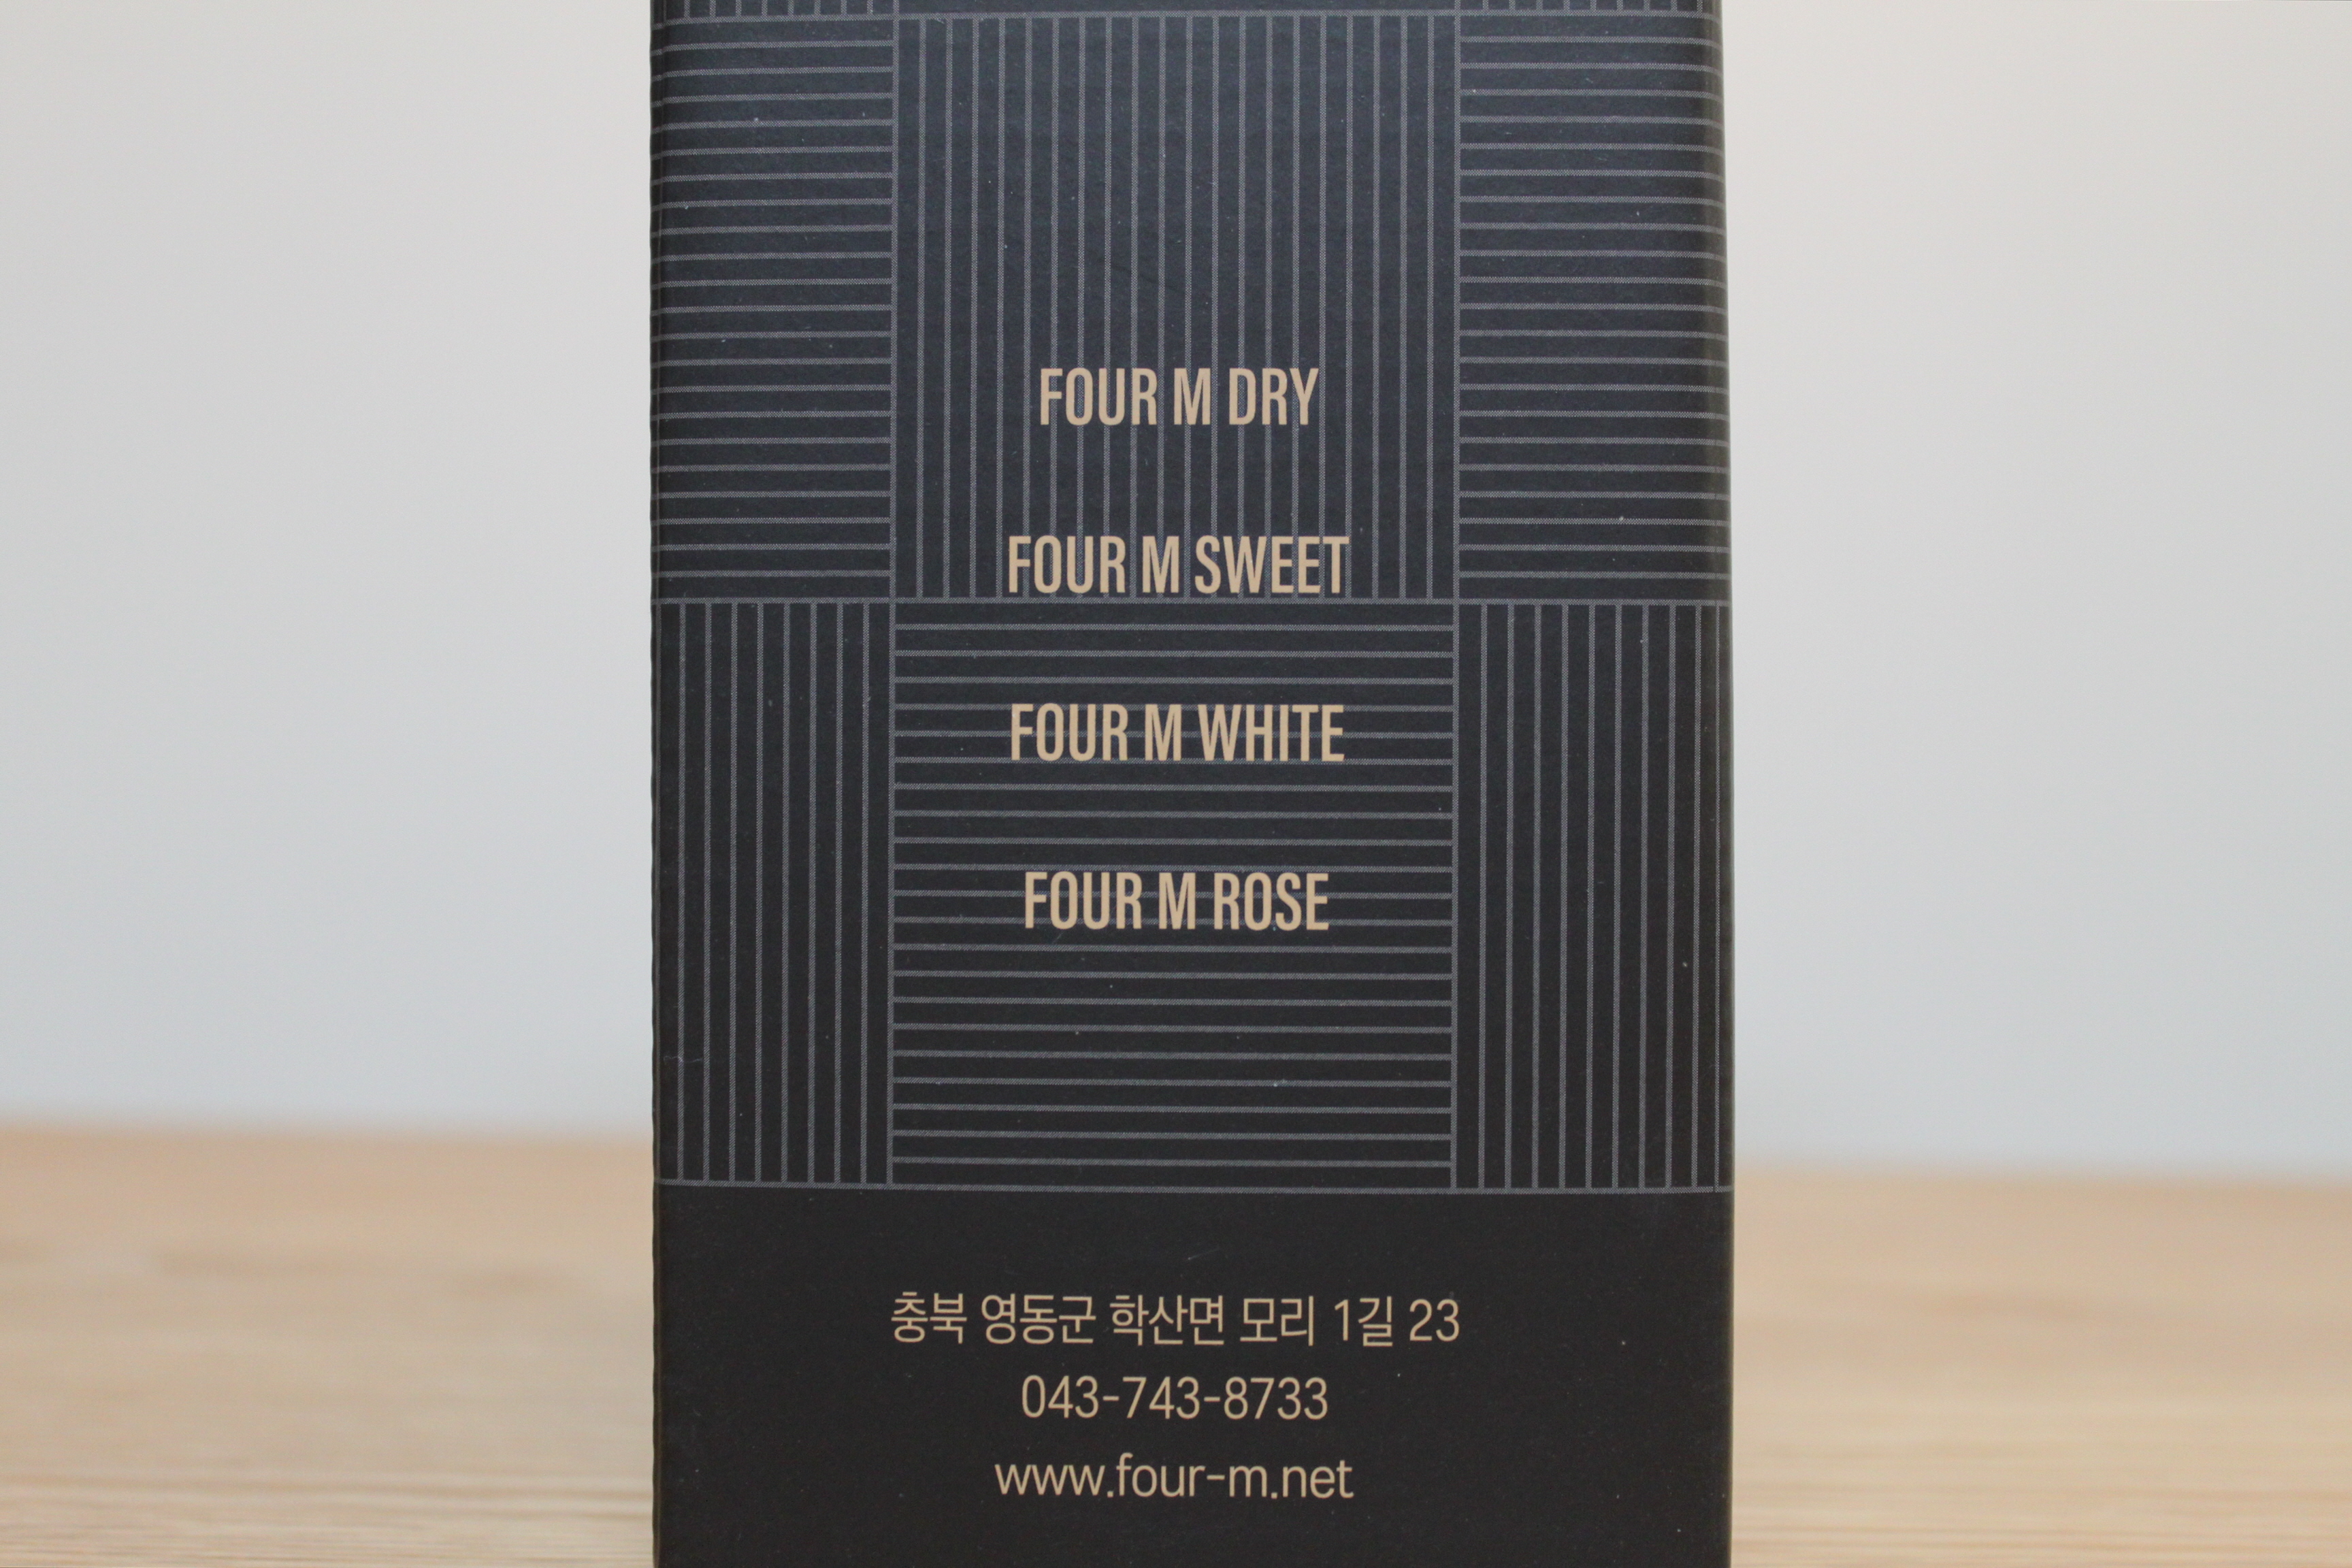 FOUR M DRY
FOUR M SWEET
FOUR M WHITE
FOUR M ROSE
충북 영동군 학산면 모리 1길 23
043-743-8733
www.four-m.net